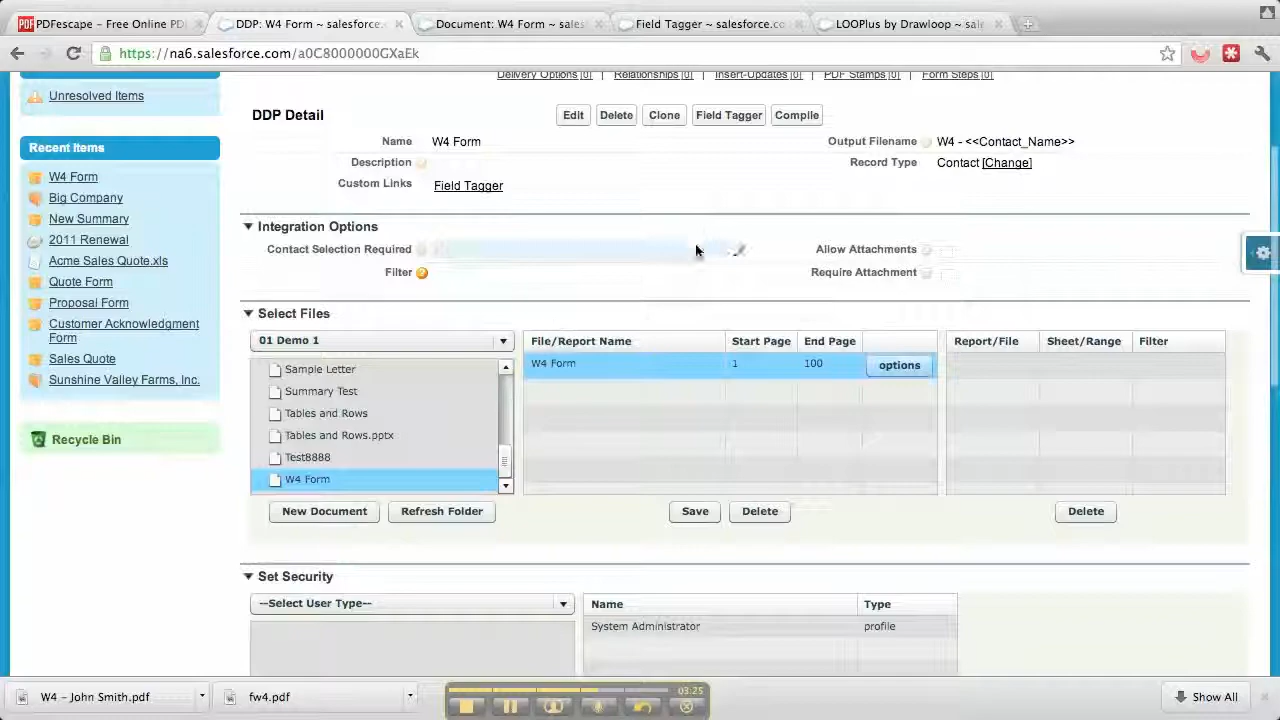 PDFescape – Free Online PD
DDP: W4 Form ~ salesforce.
Document: W4 Form ~ sales
Field Tagger ~ salesforce.co
LOOPlus by Drawloop ~ sale
https://na6.salesforce.com/a0C8000000GXaEk
Delivery Options [0] | Relationships [0] | Insert-Updates [0] | PDF Stamps [0] | Form Steps [0]
Unresolved Items
Recent Items
W4 Form
Big Company
New Summary
2011 Renewal
Acme Sales Quote.xls
Quote Form
Proposal Form
Customer Acknowledgment
Form
Sales Quote
Sunshine Valley Farms, Inc.
Recycle Bin
DDP Detail
Edit Delete Clone Field Tagger Compile
Name W4 Form Output Filename W4 - <<Contact_Name>>
Description Record Type Contact [Change]
Custom Links Field Tagger
Integration Options
Contact Selection Required Allow Attachments
Filter Require Attachment
Select Files
01 Demo 1
Sample Letter
Summary Test
Tables and Rows
Tables and Rows.pptx
Test8888
W4 Form
New Document Refresh Folder
File/Report Name Start Page End Page
W4 Form 1 100 options
Save Delete
Report/File Sheet/Range Filter
Delete
Set Security
--Select User Type--
Name Type
System Administrator profile
W4 – John Smith.pdf
fw4.pdf
03:25
Show All